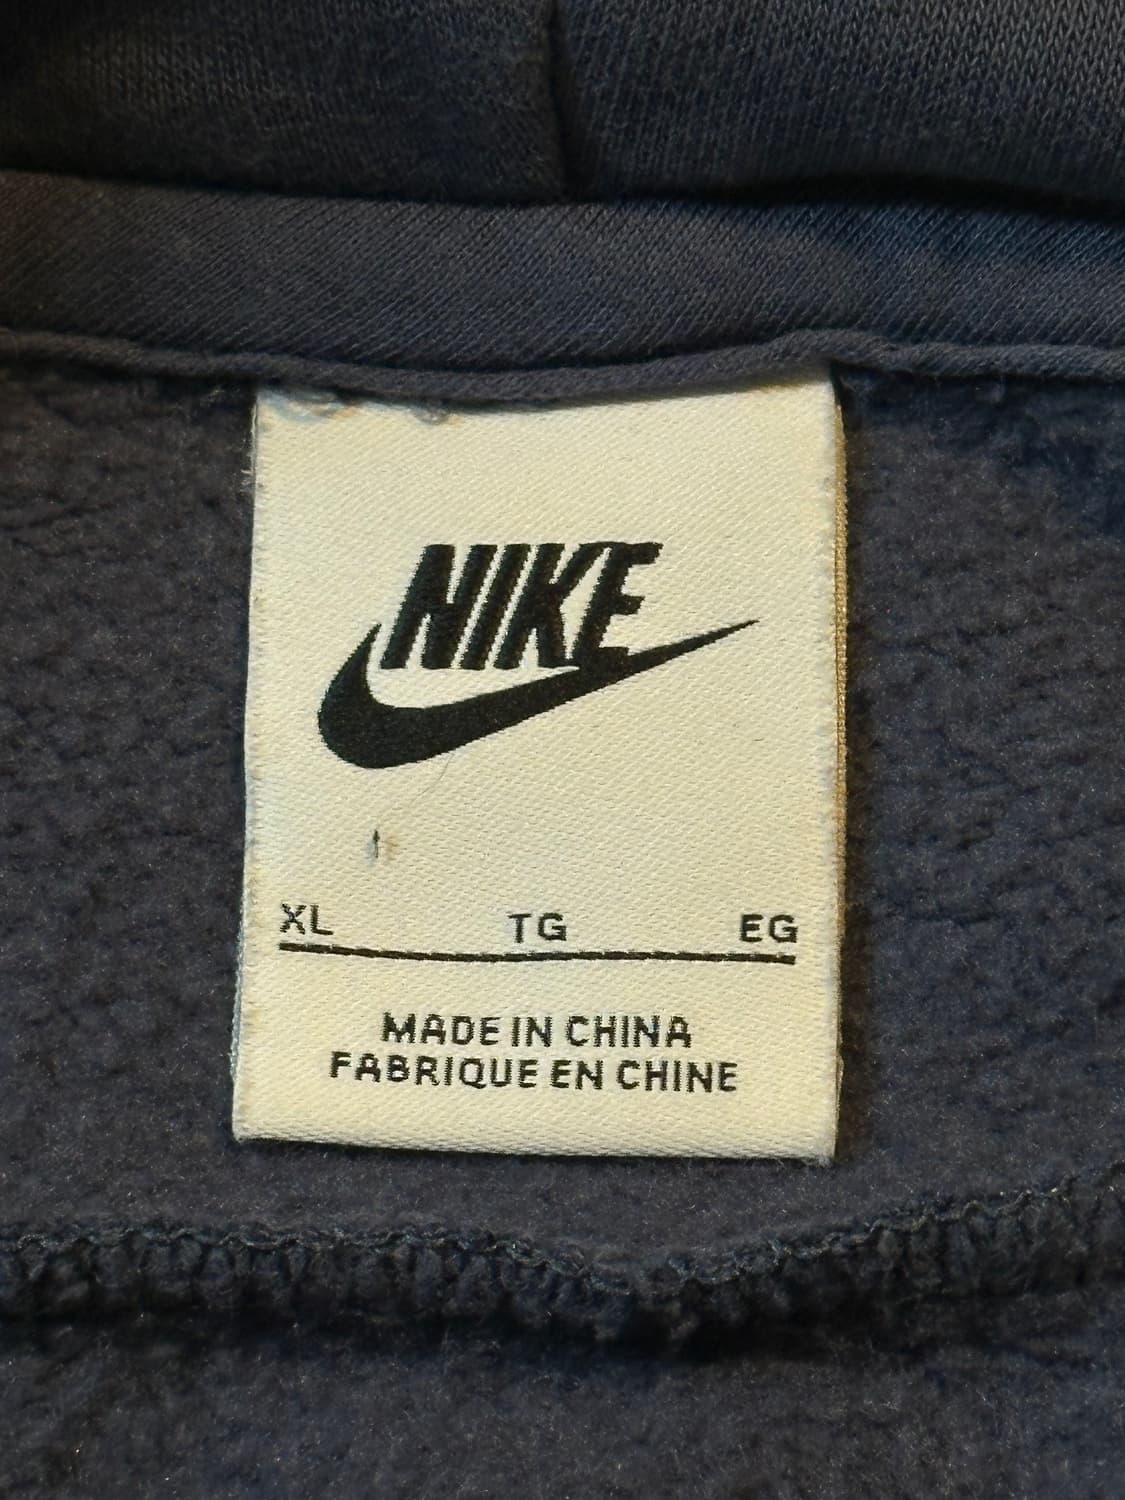 NIKE
XL TG EG
MADE IN CHINA
FABRIQUE EN CHINE